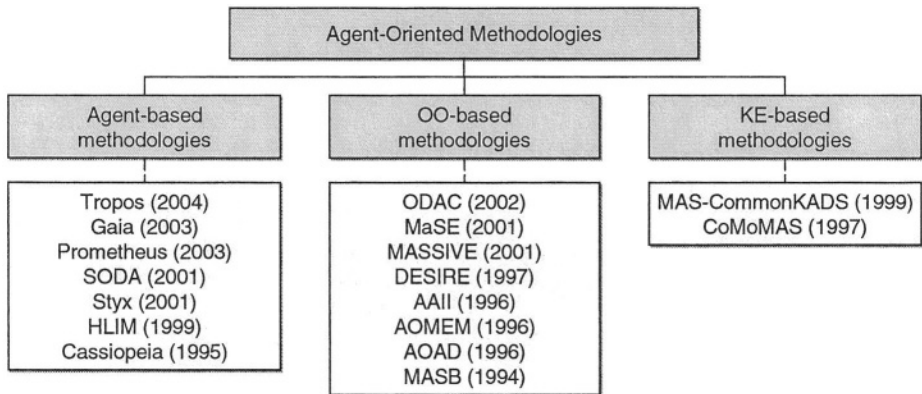 Agent-Oriented Methodologies
Agent-based
methodologies
Tropos (2004)
Gaia (2003)
Prometheus (2003)
SODA (2001)
Styx (2001)
HLIM (1999)
Cassiopeia (1995)
OO-based
methodologies
ODAC (2002)
MaSE (2001)
MASSIVE (2001)
DESIRE (1997)
AAII (1996)
AOMEM (1996)
AOAD (1996)
MASB (1994)
KE-based
methodologies
MAS-CommonKADS (1999)
CoMoMAS (1997)